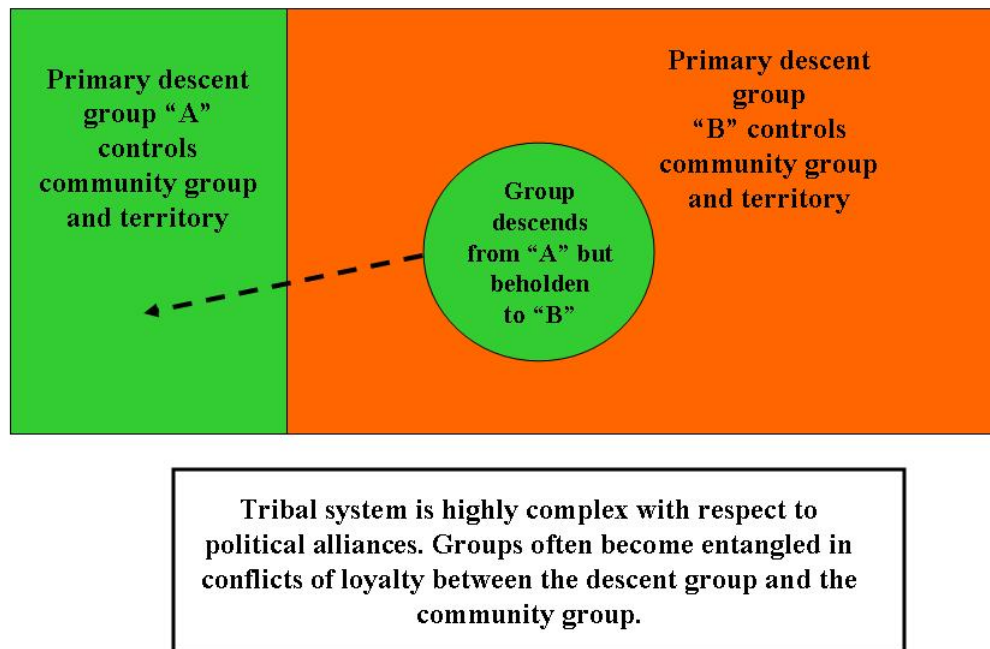 Primary descent
group “A”
controls
community group
and territory
Primary descent
group
“B” controls
community group
and territory
Group
descends
from “A” but
beholden
to “B”
Tribal system is highly complex with respect to
political alliances. Groups often become entangled in
conflicts of loyalty between the descent group and the
community group.